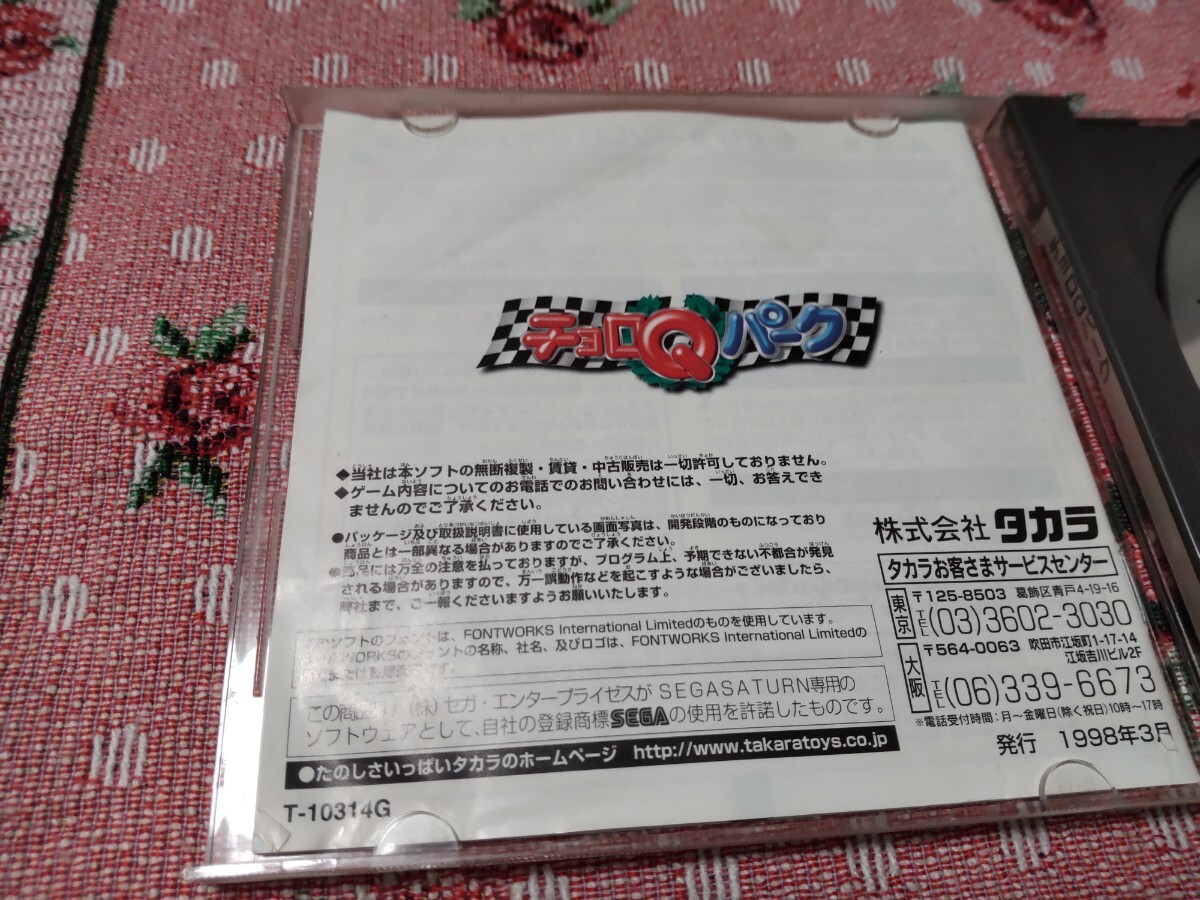 チョロQパーク
◆当社は本ソフトの無断複製・賃貸・中古販売は一切許可しておりません。
◆ゲーム内容についてのお電話でのお問い合わせには、一切、お答えでき
ませんのでご了承ください。
●パッケージ及び取扱説明書に使用している画面写真は、開発段階のものになっており
商品とは一部異なる場合がありますのでご了承ください。
には万全の注意を払っておりますが、プログラム上、予期できない不都合が発見
される場合がありますので、万一誤動作などを起こすような場合がございましたら、
弊社まで、ご一報くださいますようお願いいたします。
このソフトのフォントは、FONTWORKS International Limitedのものを使用しています。
WORKSのフォントの名称、社名、及びロゴは、FONTWORKS International Limitedの
この商品は、(株)セガ・エンタープライゼスがSEGASATURN専用の
ソフトウェアとして、自社の登録商標SEGAの使用を許諾したものです。
●たのしさいっぱいタカラのホームページ http://www.takaratoys.co.jp
T-10314G
株式会社 タカラ
タカラお客さまサービスセンター
東京 〒125-8503 葛飾区青戸4-19-16
TEL (03)3602-3030
大阪 〒564-0063 吹田市江坂町1-17-14
江坂吉川ビル2F
TEL (06)339-6673
※電話受付時間:月〜金曜日(除く祝日)10時〜17時
発行 1998年3月